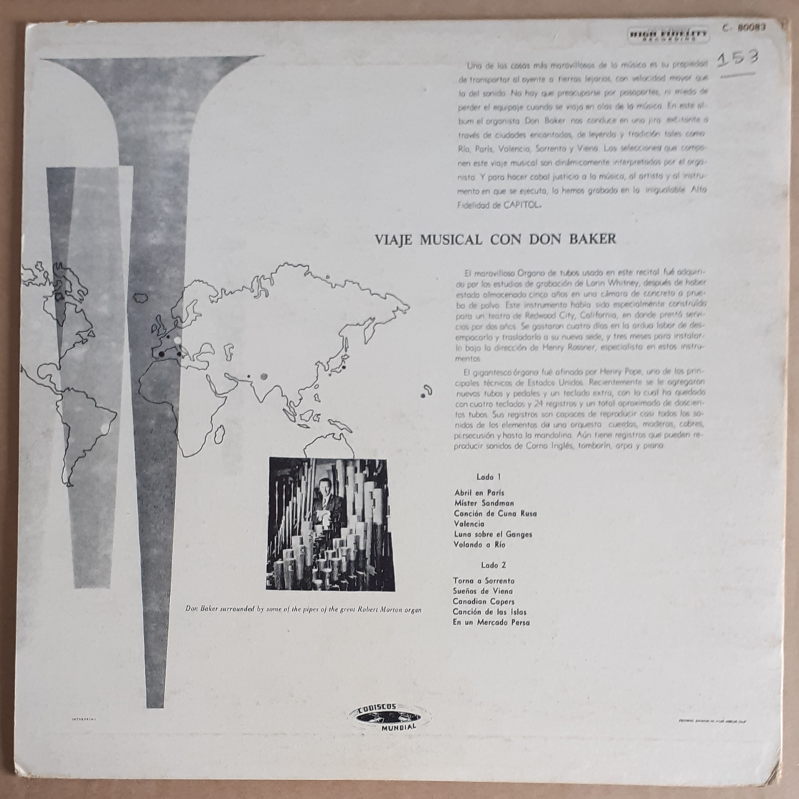 HIGH FIDELITY
RECORDING
C- 80083
153
Una de las cosas más maravillosas de la música es su propiedad
de transportar al oyente a tierras lejanas, con velocidad mayor que
la del sonido. No hay que preocuparse por pasaportes, ni miedo de
perder el equipaje cuando se viaja en alas de la música. En este ál-
bum el organista Don Baker nos conduce en una jira excitante a
través de ciudades encantadas, de leyenda y tradición tales como
Río, París, Valencia, Sorrento y Viena. Las selecciones que compo-
nen este viaje musical son dinámicamente interpretadas por el orga-
nista. Y para hacer cabal justicia a la música, al artista y al instru-
mento en que se ejecuta, lo hemos grabado en la inigualable Alta
Fidelidad de CAPITOL.
VIAJE MUSICAL CON DON BAKER
El maravilloso Organo de tubos usado en este recital fué adquiri-
do por los estudios de grabación de Lorin Whitney, después de haber
estado almacenado cinco años en una cámara de concreto a prue-
ba de polvo. Este instrumento había sido especialmente construído
para un teatro de Redwood City, California, en donde prestó servi-
cios por dos años. Se gastaron cuatro días en la ardua labor de des-
empacarlo y trasladarlo a su nueva sede, y tres meses para instalar-
lo bajo la dirección de Henry Rossner, especialista en estos instru-
mentos.
El gigantesco órgano fué afinado por Henry Pope, uno de los prin-
cipales técnicos de Estados Unidos. Recientemente se le agregaron
nuevos tubos y pedales y un teclado extra, con lo cual ha quedado
con cuatro teclados y 24 registros y un total aproximado de doscien-
tos tubos. Sus registros son capaces de reproducir casi todos los so-
nidos de los elementos de una orquesta: cuerdas, maderas, cobres,
percusión y hasta la mandolina. Aún tiene registros que pueden re-
producir sonidos de Corno Inglés, tamborín, arpa y piano.
Lado 1
Abril en París
Mister Sandman
Canción de Cuna Rusa
Valencia
Luna sobre el Ganges
Volando a Río
Lado 2
Torna a Sorrento
Sueños de Viena
Canadian Capers
Canción de las Islas
En un Mercado Persa
Don Baker surrounded by some of the pipes of the great Robert Morton organ
CODISCOS
MUNDIAL